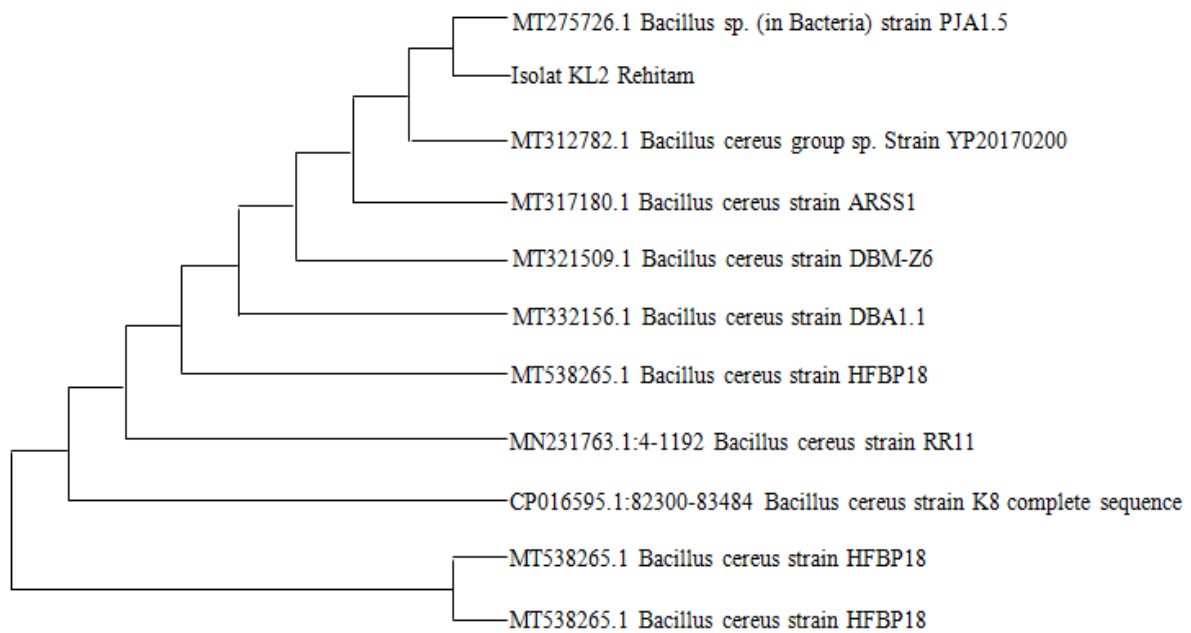 MT275726.1 Bacillus sp. (in Bacteria) strain PJA1.5
Isolat KL2 Rehitam
MT312782.1 Bacillus cereus group sp. Strain YP20170200
MT317180.1 Bacillus cereus strain ARSS1
MT321509.1 Bacillus cereus strain DBM-Z6
MT332156.1 Bacillus cereus strain DBA1.1
MT538265.1 Bacillus cereus strain HFBP18
MN231763.1:4-1192 Bacillus cereus strain RR11
CP016595.1:82300-83484 Bacillus cereus strain K8 complete sequence
MT538265.1 Bacillus cereus strain HFBP18
MT538265.1 Bacillus cereus strain HFBP18